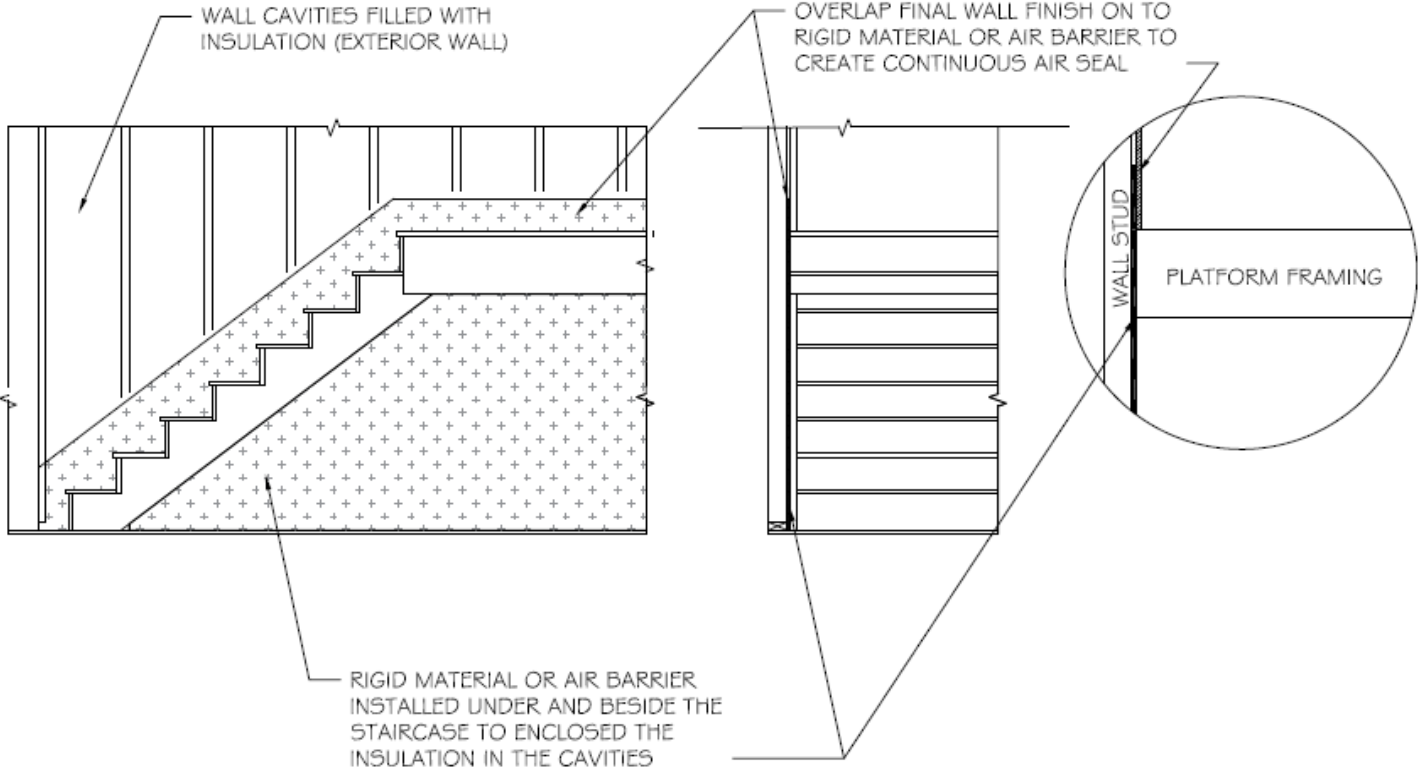 WALL CAVITIES FILLED WITH
INSULATION (EXTERIOR WALL)
OVERLAP FINAL WALL FINISH ON TO
RIGID MATERIAL OR AIR BARRIER TO
CREATE CONTINUOUS AIR SEAL
WALL STUD
PLATFORM FRAMING
RIGID MATERIAL OR AIR BARRIER
INSTALLED UNDER AND BESIDE THE
STAIRCASE TO ENCLOSED THE
INSULATION IN THE CAVITIES